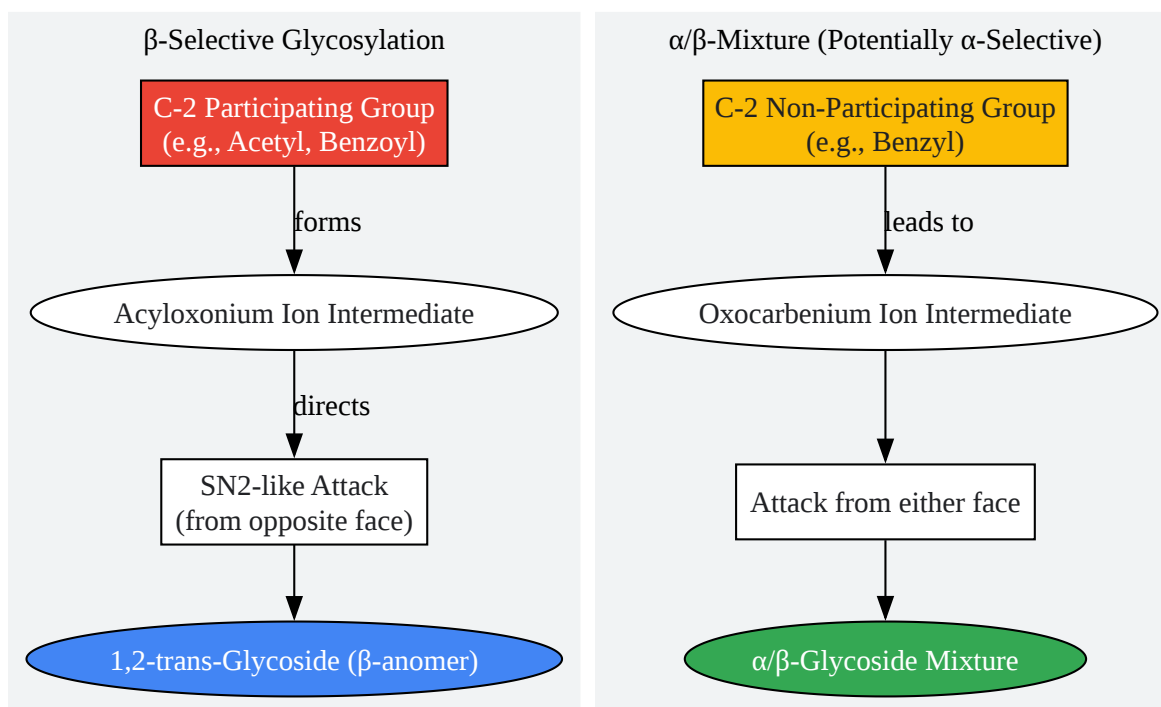 β-Selective Glycosylation
C-2 Participating Group
(e.g., Acetyl, Benzoyl)
forms
Acyloxonium Ion Intermediate
directs
SN2-like Attack
(from opposite face)
1,2-trans-Glycoside (β-anomer)
α/β-Mixture (Potentially α-Selective)
C-2 Non-Participating Group
(e.g., Benzyl)
leads to
Oxocarbenium Ion Intermediate
Attack from either face
α/β-Glycoside Mixture